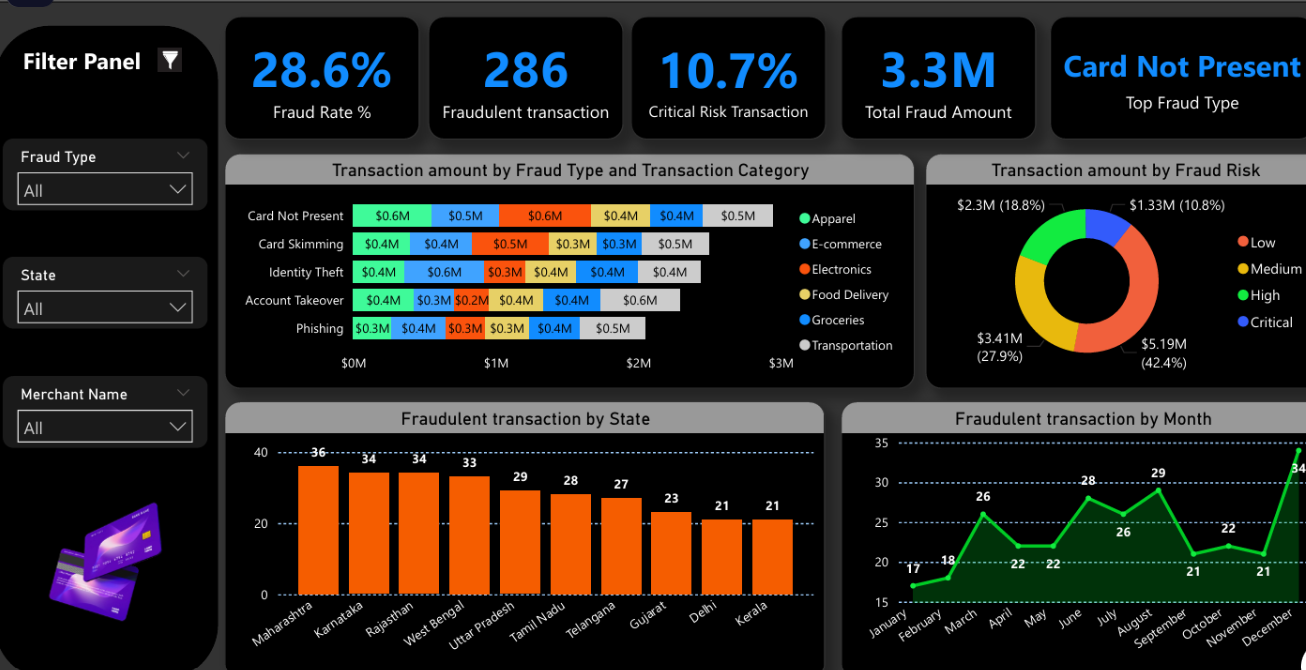 Filter Panel
Fraud Type
All
State
All
Merchant Name
All
28.6%
Fraud Rate %
286
Fraudulent transaction
10.7%
Critical Risk Transaction
3.3M
Total Fraud Amount
Card Not Present
Top Fraud Type
Transaction amount by Fraud Type and Transaction Category
Card Not Present $0.6M $0.5M $0.6M $0.4M $0.4M $0.5M
Card Skimming $0.4M $0.4M $0.5M $0.3M $0.3M $0.5M
Identity Theft $0.4M $0.6M $0.3M $0.4M $0.4M $0.4M
Account Takeover $0.4M $0.3M $0.2M $0.4M $0.4M $0.6M
Phishing $0.3M $0.4M $0.3M $0.3M $0.4M $0.5M
$0M $1M $2M $3M
Apparel
E-commerce
Electronics
Food Delivery
Groceries
Transportation
Transaction amount by Fraud Risk
$2.3M (18.8%) $1.33M (10.8%)
$3.41M
(27.9%)
$5.19M
(42.4%)
Low
Medium
High
Critical
Fraudulent transaction by State
40
20
0
36 34 34 33 29 28 27 23 21 21
Maharashtra Karnataka Rajasthan West Bengal Uttar Pradesh Tamil Nadu Telangana Gujarat Delhi Kerala
Fraudulent transaction by Month
35
30
25
20
15
17 18 26 22 22 28 26 29 21 22 21 34
January February March April May June July August September October November December